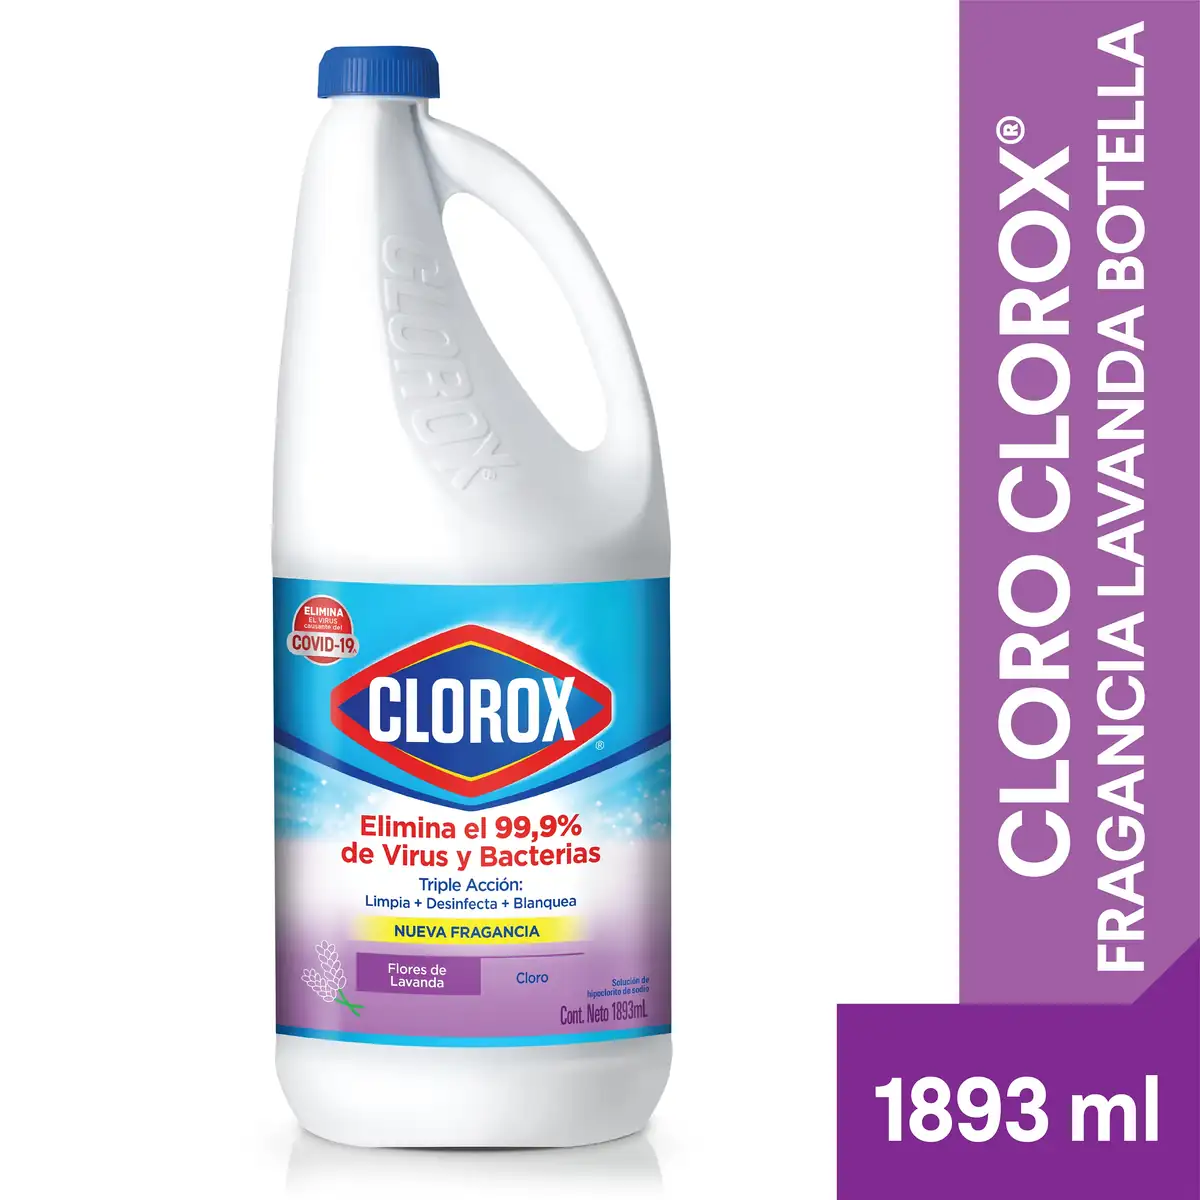 CLOROX®
ELIMINA
EL VIRUS
causante del
COVID-19
CLOROX®
Elimina el 99,9%
de Virus y Bacterias
Triple Acción:
Limpia + Desinfecta + Blanquea
NUEVA FRAGANCIA
Flores de
Lavanda
Cloro
Solución de
hipoclorito de sodio
Cont. Neto 1893mL
CLORO CLOROX®
FRAGANCIA LAVANDA BOTELLA
1893 ml